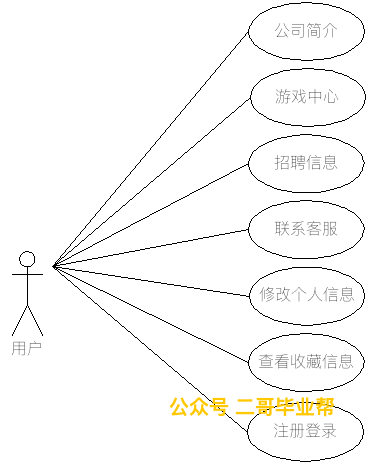 公司简介
游戏中心
招聘信息
联系客服
修改个人信息
用户
查看收藏信息
公众号 二哥毕业帮
注册登录